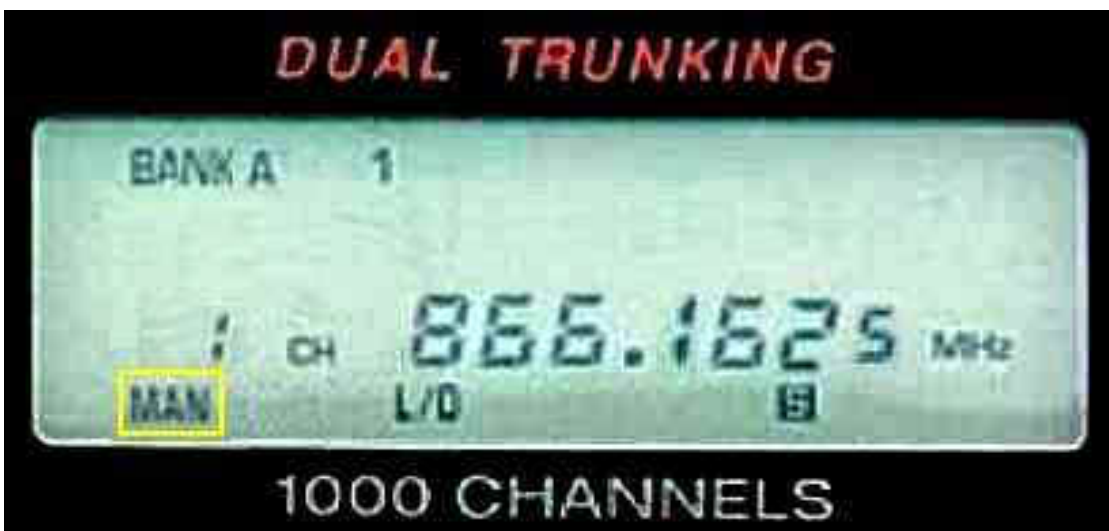 DUAL TRUNKING
BANK A 1
1 CH 866.1625 MHz
MAN L/O S
1000 CHANNELS